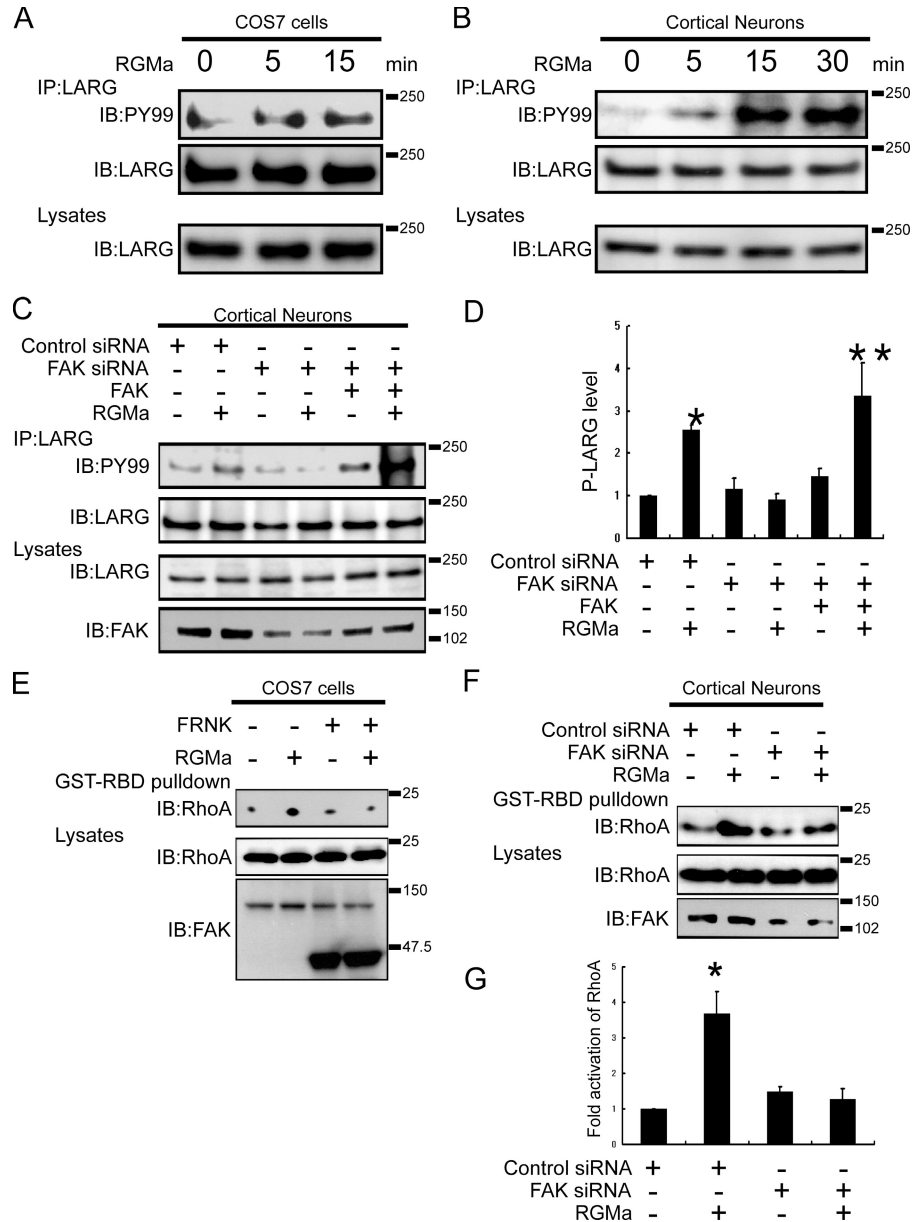 A
COS7 cells
RGMa 0 5 15 min
IP:LARG
250
IB:PY99
250
IB:LARG
Lysates
250
IB:LARG
B
Cortical Neurons
RGMa 0 5 15 30 min
IP:LARG
250
IB:PY99
250
IB:LARG
Lysates
250
IB:LARG
C
Cortical Neurons
Control siRNA + + - - - -
FAK siRNA - - + + + +
FAK - - - - + +
RGMa - + - + - +
IP:LARG
250
IB:PY99
250
IB:LARG
Lysates
250
IB:LARG
150
IB:FAK
102
D
P-LARG level
5
4
3
2
1
0
* * *
Control siRNA + + - - - -
FAK siRNA - - + + + +
FAK - - - - + +
RGMa - + - + - +
E
COS7 cells
FRNK - - + +
RGMa - + - +
GST-RBD pulldown
25
IB:RhoA
Lysates
25
IB:RhoA
150
IB:FAK
47.5
F
Cortical Neurons
Control siRNA + + - -
FAK siRNA - - + +
RGMa - + - +
GST-RBD pulldown
25
IB:RhoA
Lysates
25
IB:RhoA
150
IB:FAK
102
G
Fold activation of RhoA
5
4
3
2
1
0
*
Control siRNA + + - -
FAK siRNA - - + +
RGMa - + - +